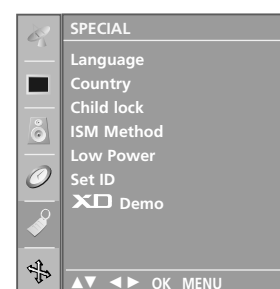 SPECIAL
Language
Country
Child lock
ISM Method
Low Power
Set ID
XD Demo
▲▼ ◄► OK MENU